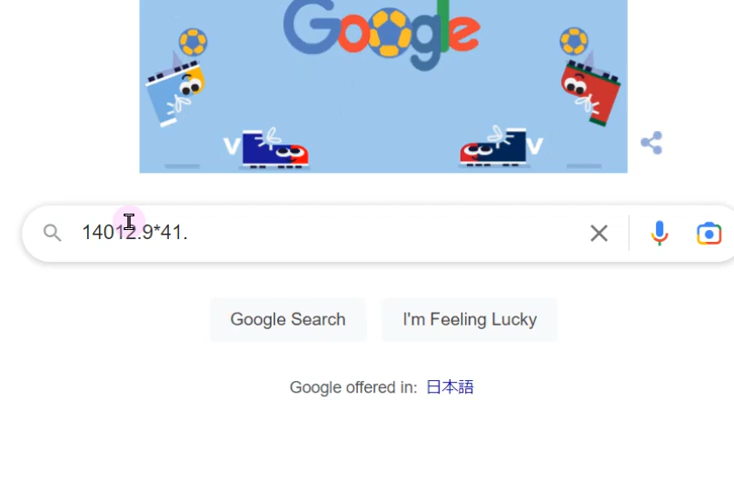 Google
V V
14012.9*41.
Google Search I'm Feeling Lucky
Google offered in: 日本語